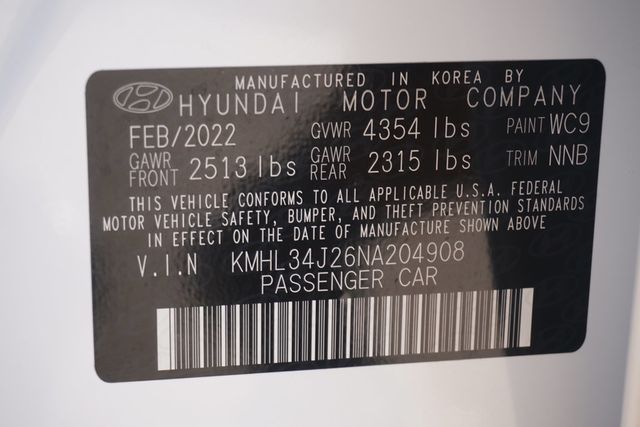 MANUFACTURED IN KOREA BY
HYUNDAI MOTOR COMPANY
FEB/2022 GVWR 4354 lbs PAINT WC9
GAWR FRONT 2513 lbs GAWR REAR 2315 lbs TRIM NNB
THIS VEHICLE CONFORMS TO ALL APPLICABLE U.S.A. FEDERAL
MOTOR VEHICLE SAFETY, BUMPER, AND THEFT PREVENTION STANDARDS
IN EFFECT ON THE DATE OF MANUFACTURE SHOWN ABOVE
V.I.N KMHL34J26NA204908
PASSENGER CAR